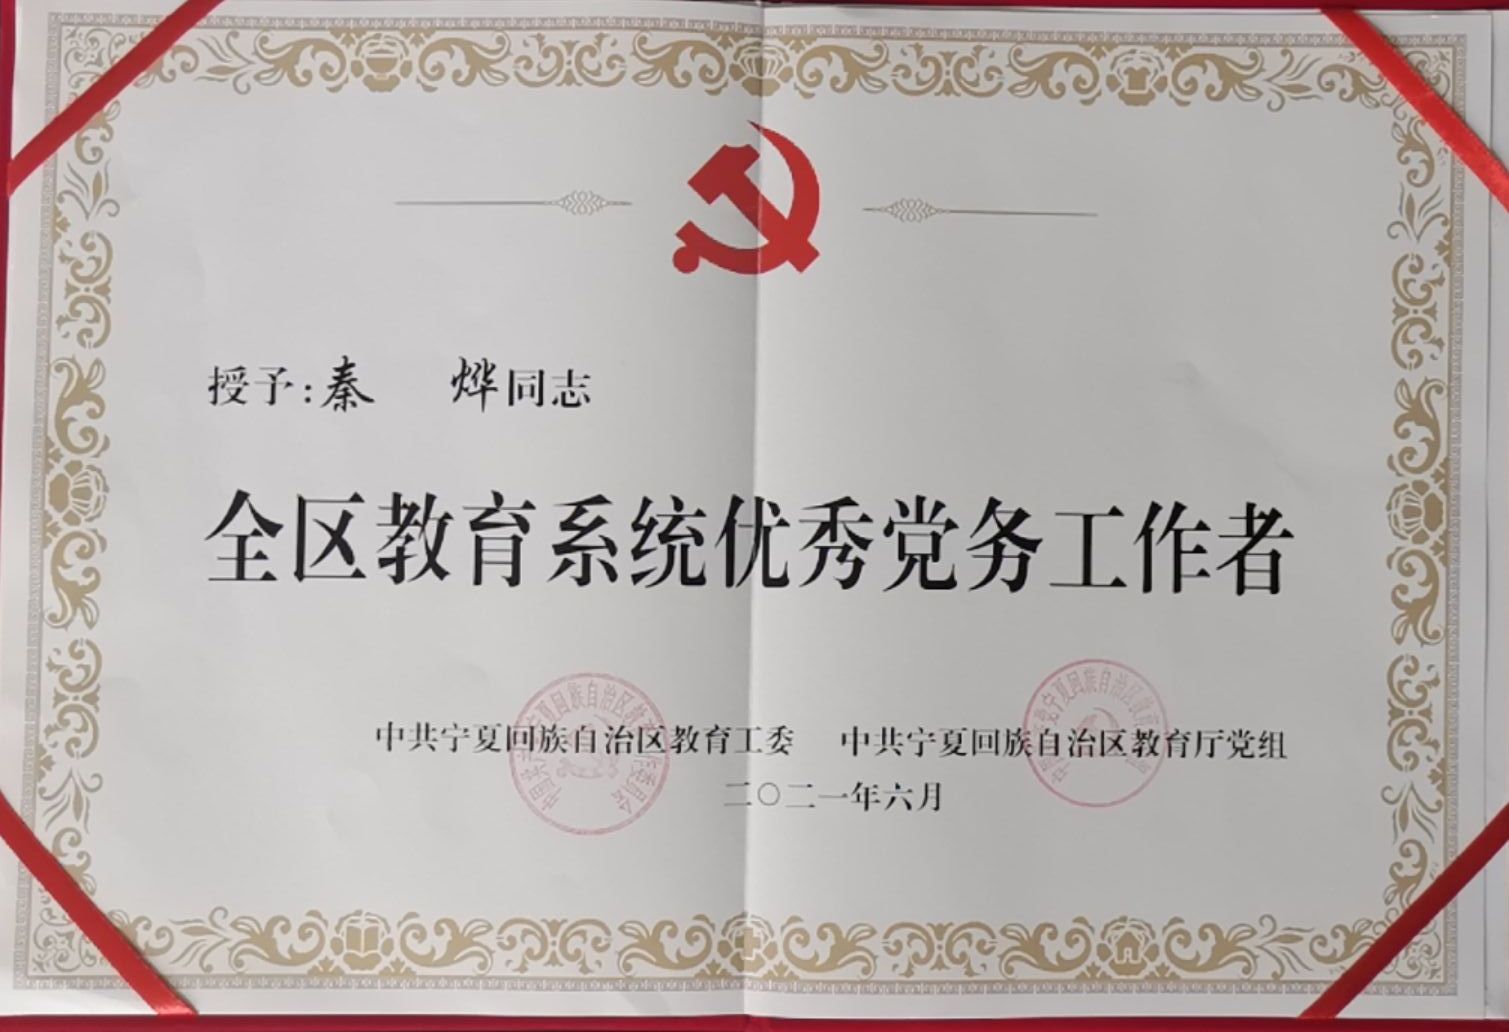 授予:秦 烨同志
全区教育系统优秀党务工作者
中共宁夏回族自治区教育工委 中共宁夏回族自治区教育厅党组
二〇二一年六月